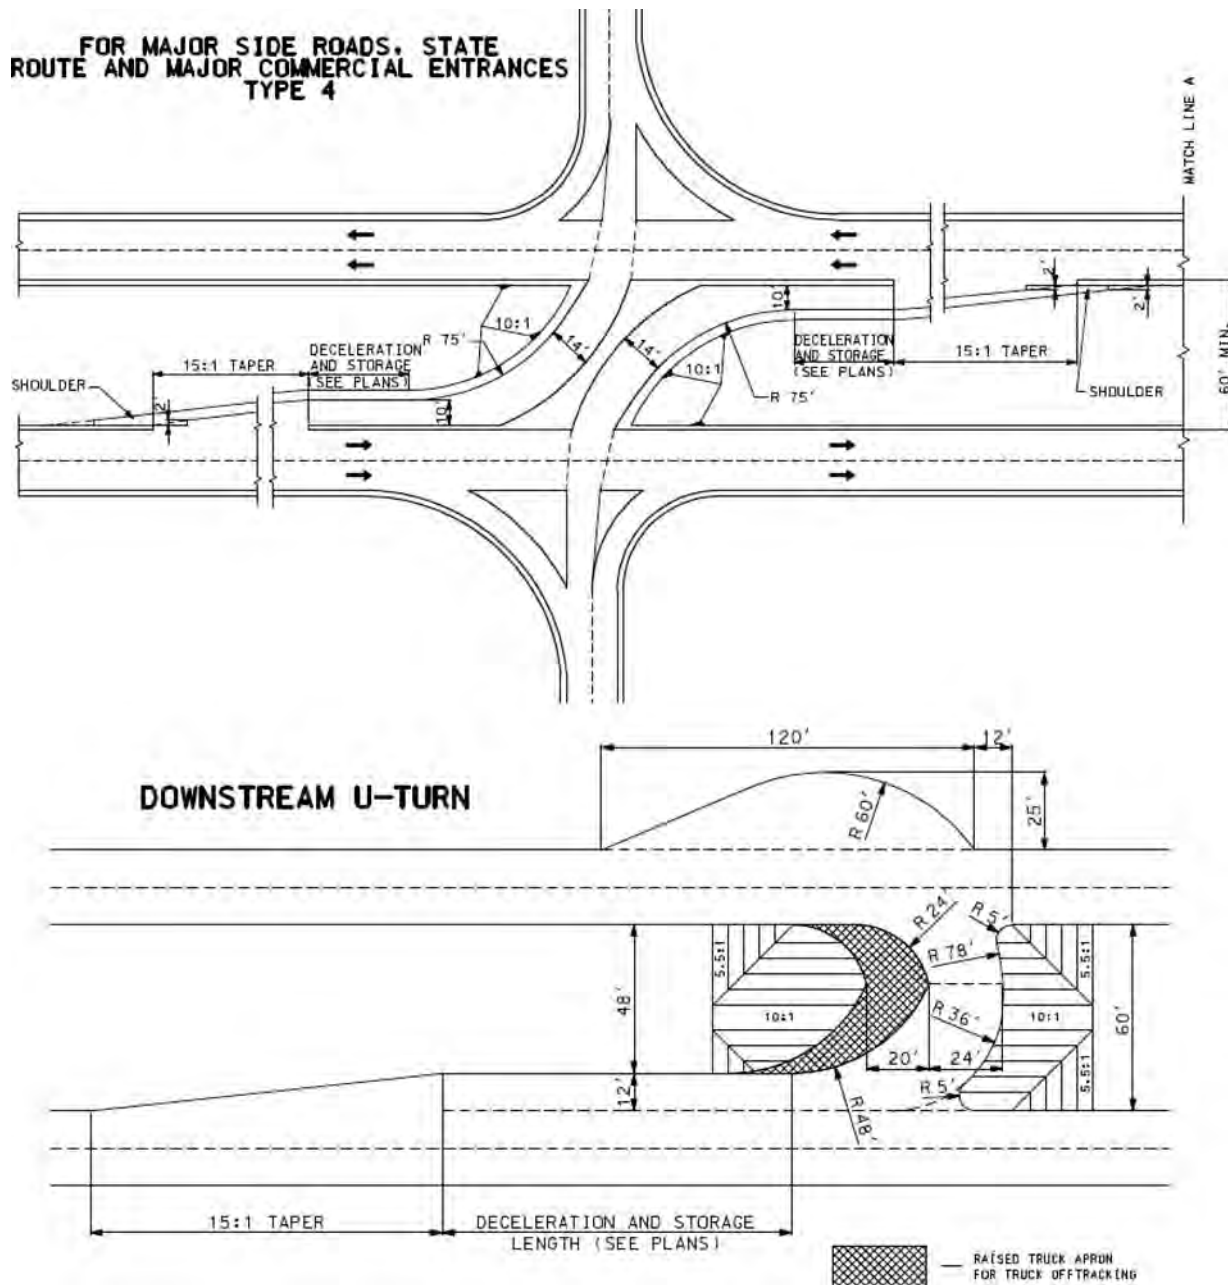 FOR MAJOR SIDE ROADS, STATE
ROUTE AND MAJOR COMMERCIAL ENTRANCES
TYPE 4
MATCH LINE A
2'
2'
10'
10:1
R 75'
14'
14'
DECELERATION
AND STORAGE
(SEE PLANS)
15:1 TAPER
SHOULDER
2'
10'
DECELERATION
AND STORAGE
(SEE PLANS)
15:1 TAPER
10:1
R 75'
SHOULDER
60' MIN.
DOWNSTREAM U-TURN
120'
12'
25'
R 60'
R 24'
R 5'
R 78'
5.5:1
5.5:1
48'
10:1
R 36'
10:1
60'
20'
24'
5.5:1
12'
R 5'
R 48'
15:1 TAPER
DECELERATION AND STORAGE
LENGTH (SEE PLANS)
RAISED TRUCK APRON
FOR TRUCK OFFTRACKING